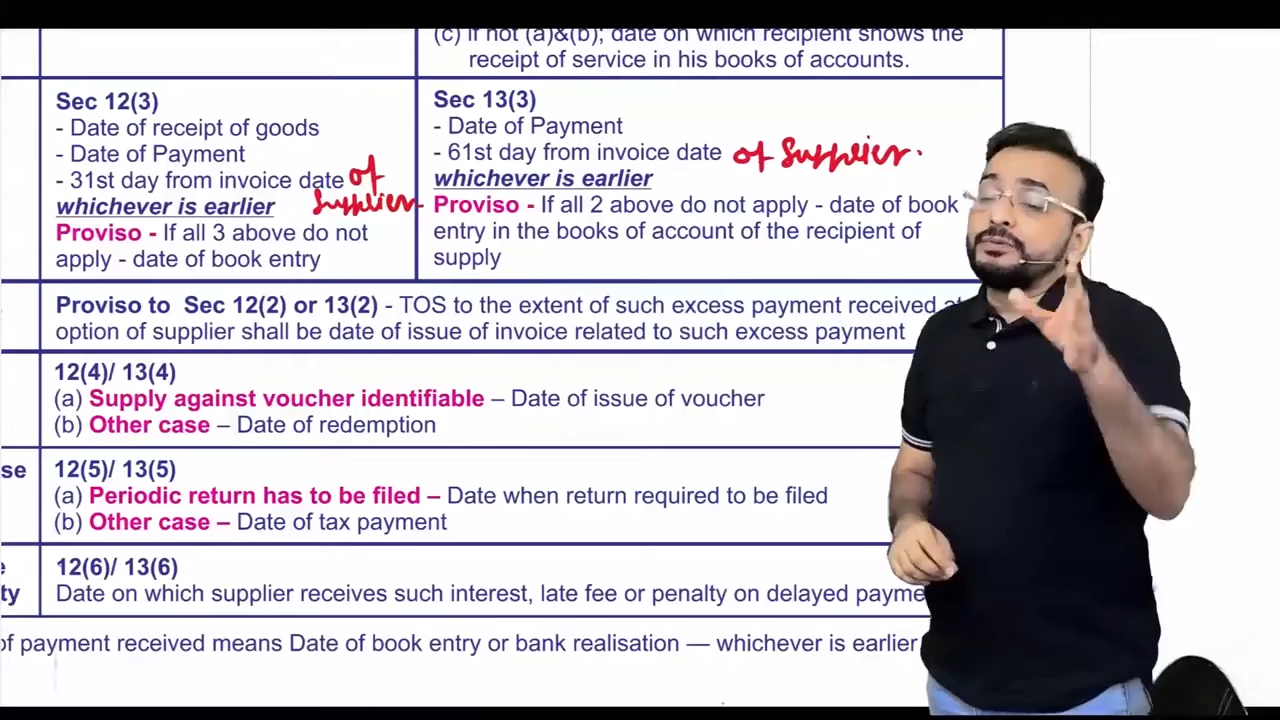 (c) If not (a)&(b); date on which recipient shows the
receipt of service in his books of accounts.
Sec 12(3)
- Date of receipt of goods
- Date of Payment
- 31st day from invoice date of
supplier
whichever is earlier
Proviso - If all 3 above do not
apply - date of book entry
Sec 13(3)
- Date of Payment
- 61st day from invoice date of supplier.
whichever is earlier
Proviso - If all 2 above do not apply - date of book
entry in the books of account of the recipient of
supply
Proviso to Sec 12(2) or 13(2) - TOS to the extent of such excess payment received at
option of supplier shall be date of issue of invoice related to such excess payment
12(4)/ 13(4)
(a) Supply against voucher identifiable – Date of issue of voucher
(b) Other case – Date of redemption
se
12(5)/ 13(5)
(a) Periodic return has to be filed – Date when return required to be filed
(b) Other case – Date of tax payment
e
ty
12(6)/ 13(6)
Date on which supplier receives such interest, late fee or penalty on delayed payme
of payment received means Date of book entry or bank realisation — whichever is earlier